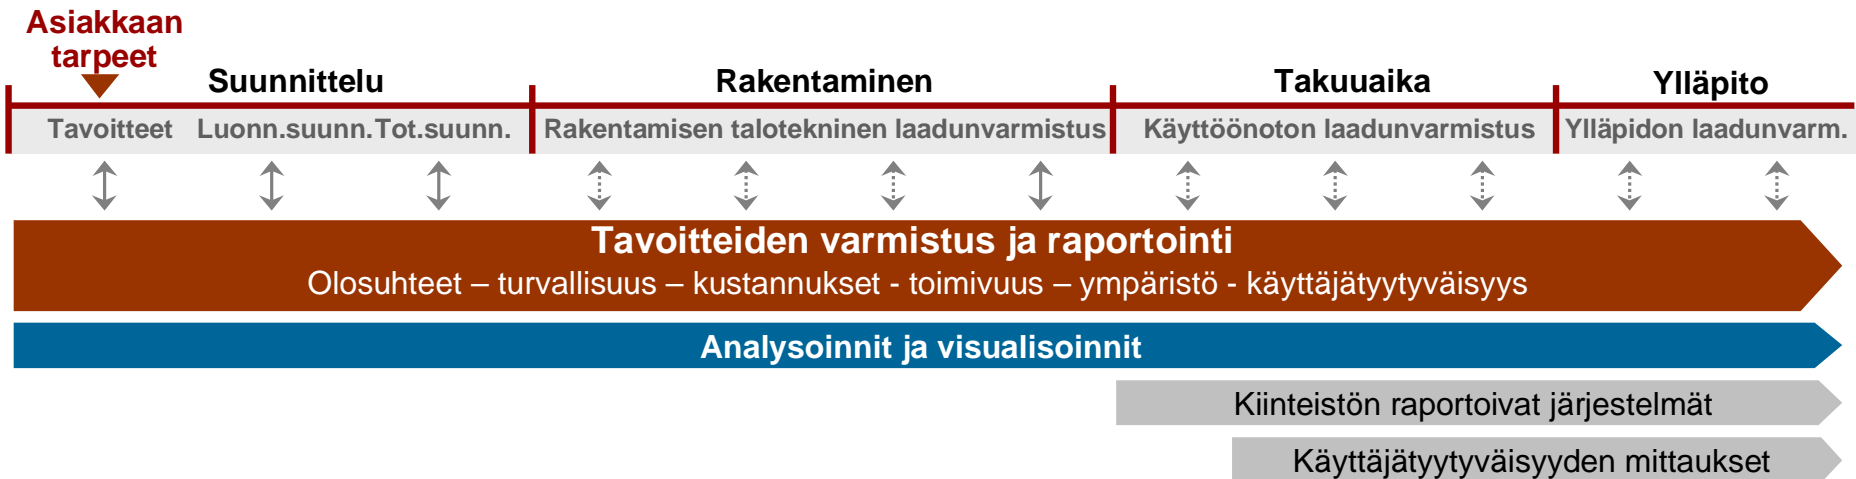 Asiakkaan
tarpeet
Suunnittelu Rakentaminen Takuuaika Ylläpito
Tavoitteet Luonn.suunn. Tot.suunn. Rakentamisen talotekninen laadunvarmistus Käyttöönoton laadunvarmistus Ylläpidon laadunvarm.
Tavoitteiden varmistus ja raportointi
Olosuhteet – turvallisuus – kustannukset - toimivuus – ympäristö - käyttäjätyytyväisyys
Analysoinnit ja visualisoinnit
Kiinteistön raportoivat järjestelmät
Käyttäjätyytyväisyyden mittaukset